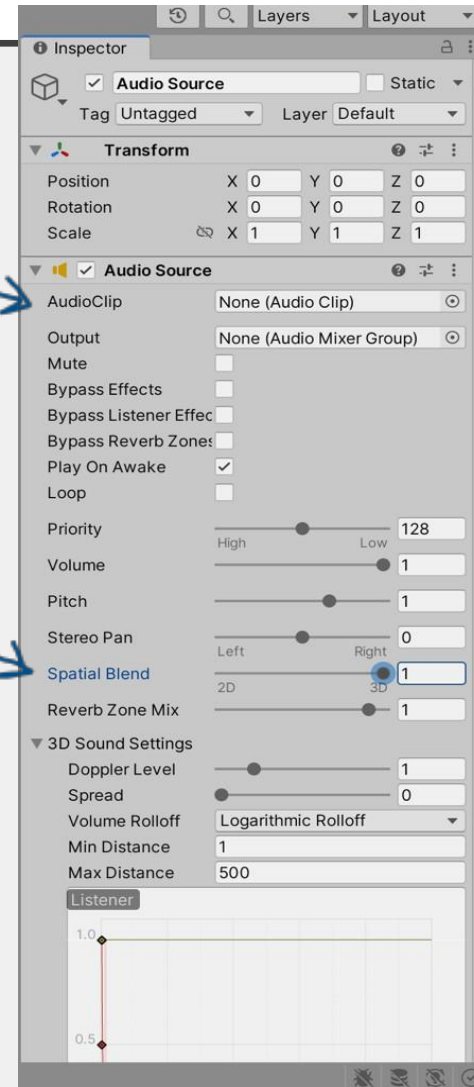 Layers Layout
Inspector
Audio Source Static
Tag Untagged Layer Default
Transform
Position X 0 Y 0 Z 0
Rotation X 0 Y 0 Z 0
Scale X 1 Y 1 Z 1
Audio Source
AudioClip None (Audio Clip)
Output None (Audio Mixer Group)
Mute
Bypass Effects
Bypass Listener Effec
Bypass Reverb Zones
Play On Awake
Loop
Priority 128
High Low
Volume 1
Pitch 1
Stereo Pan 0
Left Right
Spatial Blend 1
2D 3D
Reverb Zone Mix 1
3D Sound Settings
Doppler Level 1
Spread 0
Volume Rolloff Logarithmic Rolloff
Min Distance 1
Max Distance 500
Listener
1.0
0.5